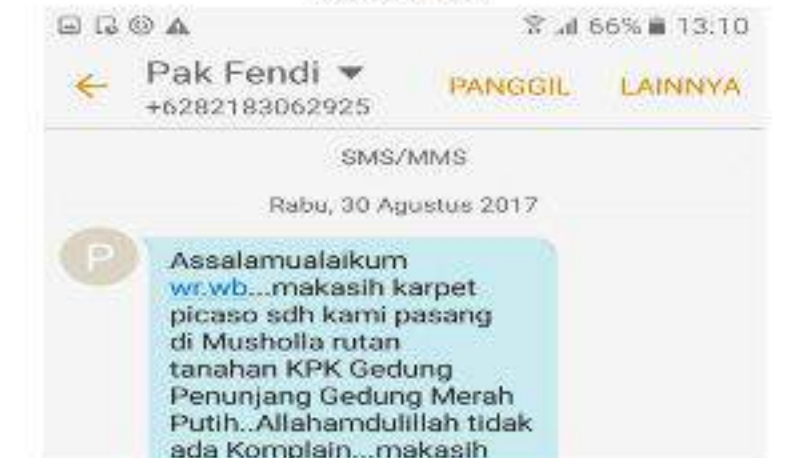 66% 13:10
Pak Fendi
+6282183062925
PANGGIL LAINNYA
SMS/MMS
Rabu, 30 Agustus 2017
P
Assalamualaikum
wr.wb...makasih karpet
picaso sdh kami pasang
di Musholla rutan
tanahan KPK Gedung
Penunjang Gedung Merah
Putih..Allahamdulillah tidak
ada Komplain...makasih